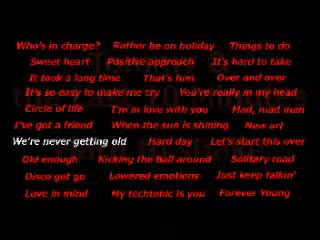 Who's in charge? Rather be on holiday Things to do
Sweet heart Positive approach It's hard to take
It took a long time That's him Over and over
It's so easy to make me cry You're really in my head
Circle of life I'm in love with you Mad, mad man
I've got a friend When the sun is shining New art
We're never getting old Hard day Let's start this over
Old enough Kicking the ball around Solitary road
Disco get go Lowered emotions Just keep talkin'
Love in mind My techtonic is you Forever Young